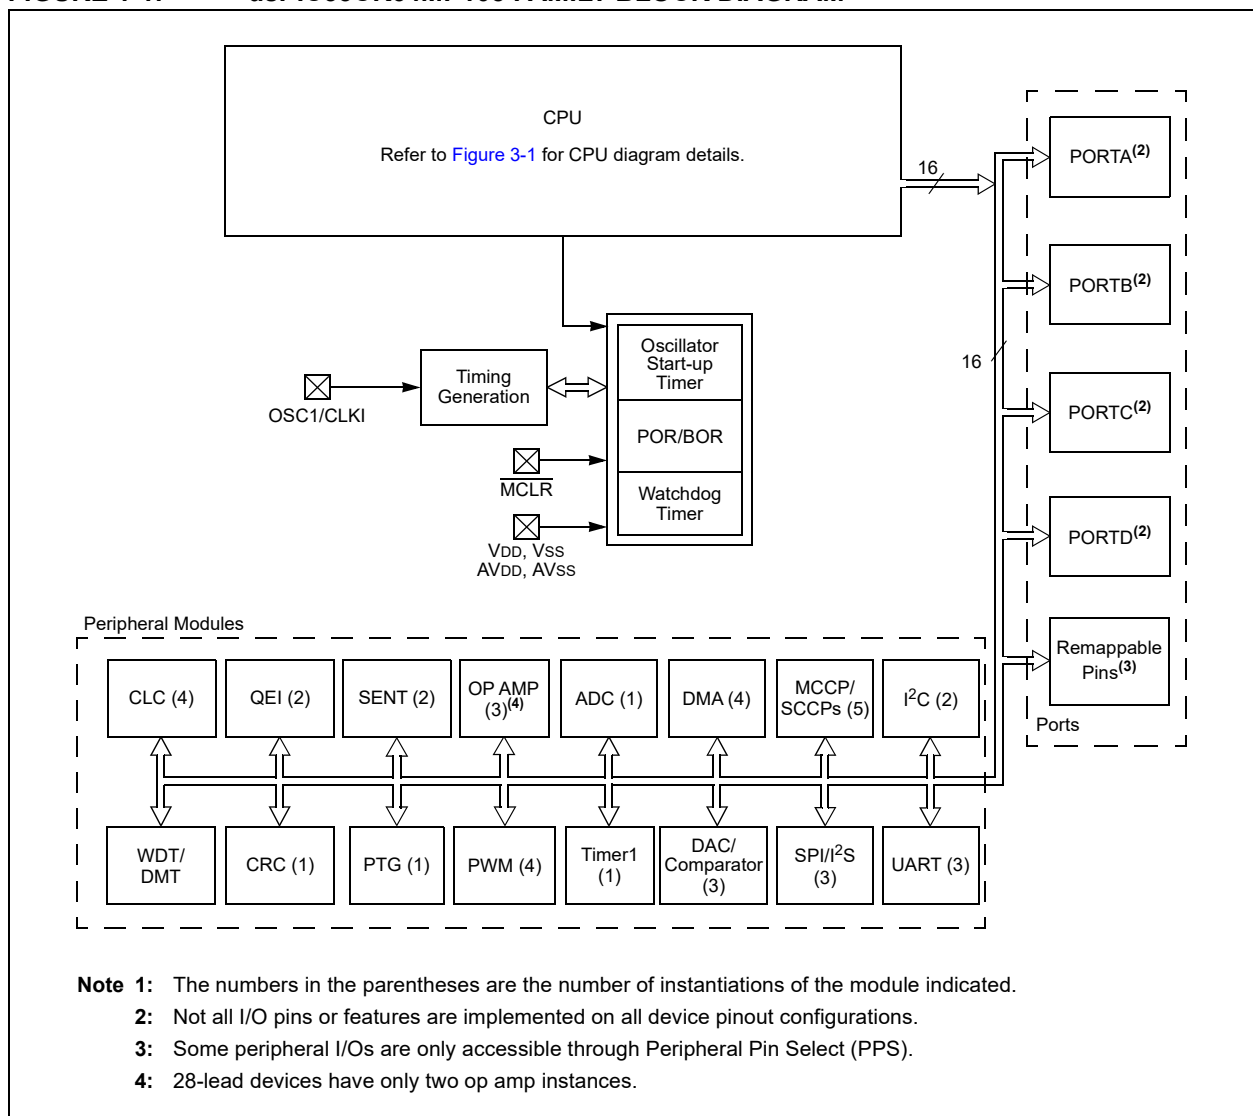 CPU
Refer to Figure 3-1 for CPU diagram details.
16
PORTA(2)
PORTB(2)
16
PORTC(2)
PORTD(2)
Remappable
Pins(3)
Ports
Oscillator
Start-up
Timer
Timing
Generation
OSC1/CLKI
POR/BOR
MCLR
Watchdog
Timer
VDD, VSS
AVDD, AVSS
Peripheral Modules
CLC (4)
QEI (2)
SENT (2)
OP AMP
(3)(4)
ADC (1)
DMA (4)
MCCP/
SCCPs (5)
I2C (2)
WDT/
DMT
CRC (1)
PTG (1)
PWM (4)
Timer1
(1)
DAC/
Comparator
(3)
SPI/I2S
(3)
UART (3)
Note 1: The numbers in the parentheses are the number of instantiations of the module indicated.
2: Not all I/O pins or features are implemented on all device pinout configurations.
3: Some peripheral I/Os are only accessible through Peripheral Pin Select (PPS).
4: 28-lead devices have only two op amp instances.